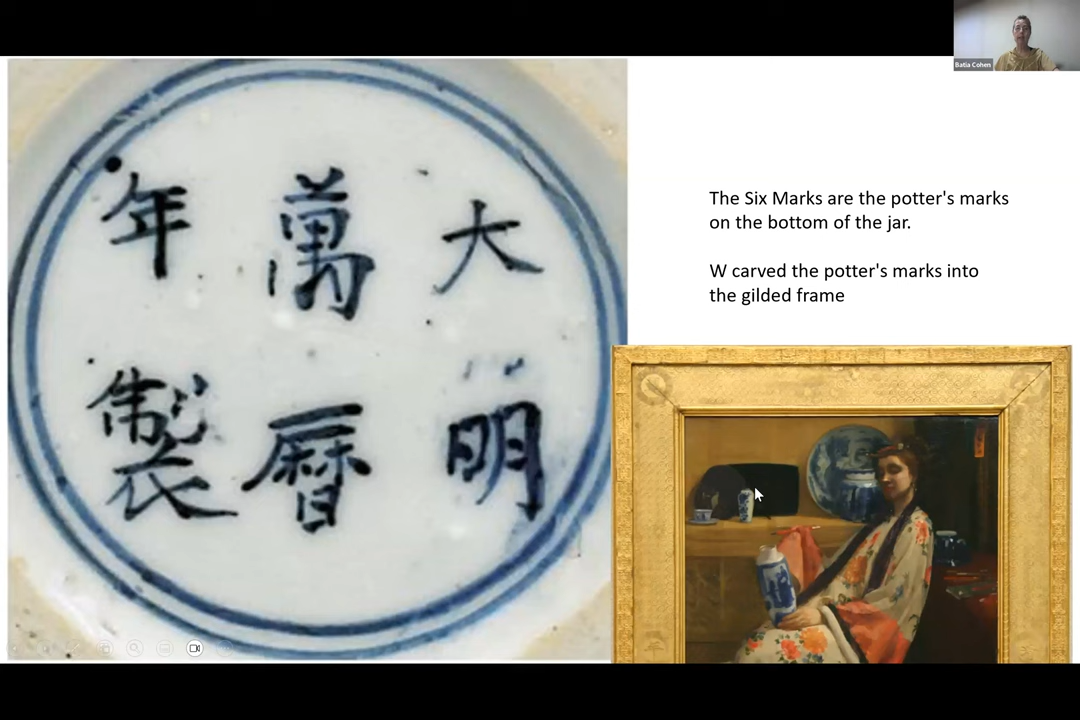 大明
萬曆
年製
The Six Marks are the potter's marks
on the bottom of the jar.
W carved the potter's marks into
the gilded frame
Batia Cohen